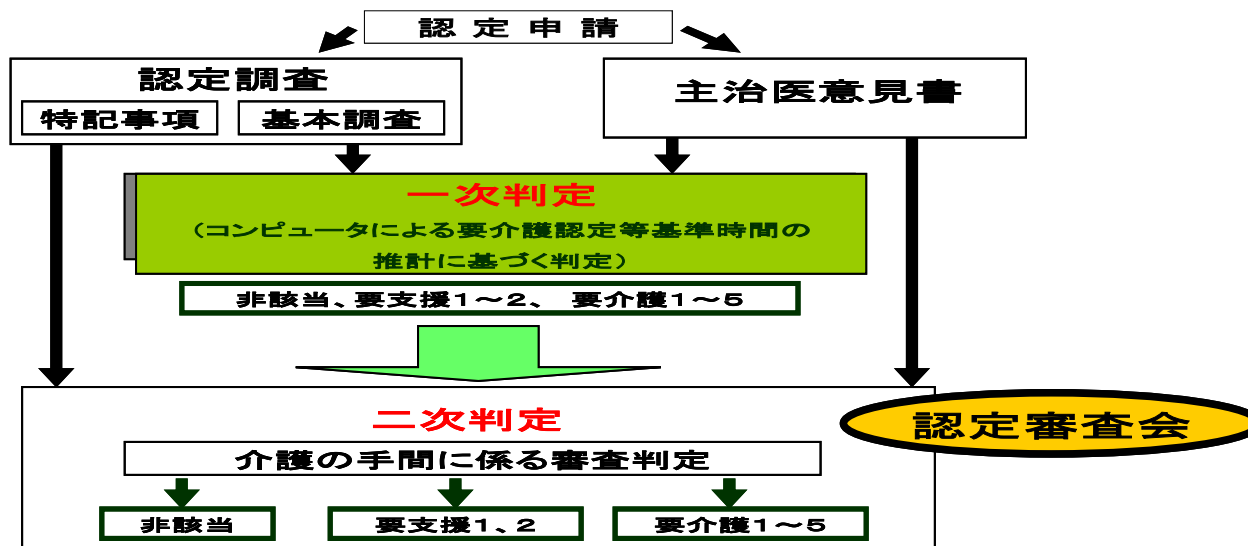 認定申請
認定調査
特記事項
基本調査
主治医意見書
一次判定
（コンピュータによる要介護認定等基準時間の
推計に基づく判定）
非該当、要支援１～２、 要介護１～５
二次判定
認定審査会
介護の手間に係る審査判定
非該当
要支援１、２
要介護１～５